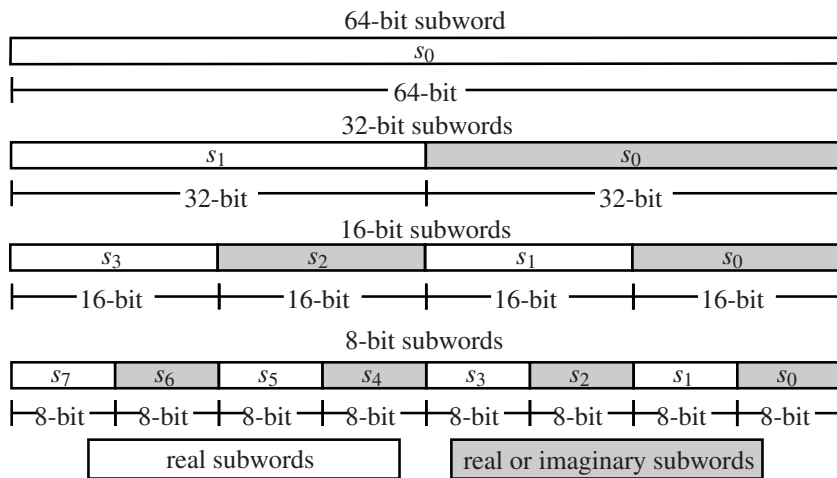 64-bit subword
s0
64-bit
32-bit subwords
s1 s0
32-bit 32-bit
16-bit subwords
s3 s2 s1 s0
16-bit 16-bit 16-bit 16-bit
8-bit subwords
s7 s6 s5 s4 s3 s2 s1 s0
8-bit 8-bit 8-bit 8-bit 8-bit 8-bit 8-bit 8-bit
real subwords real or imaginary subwords